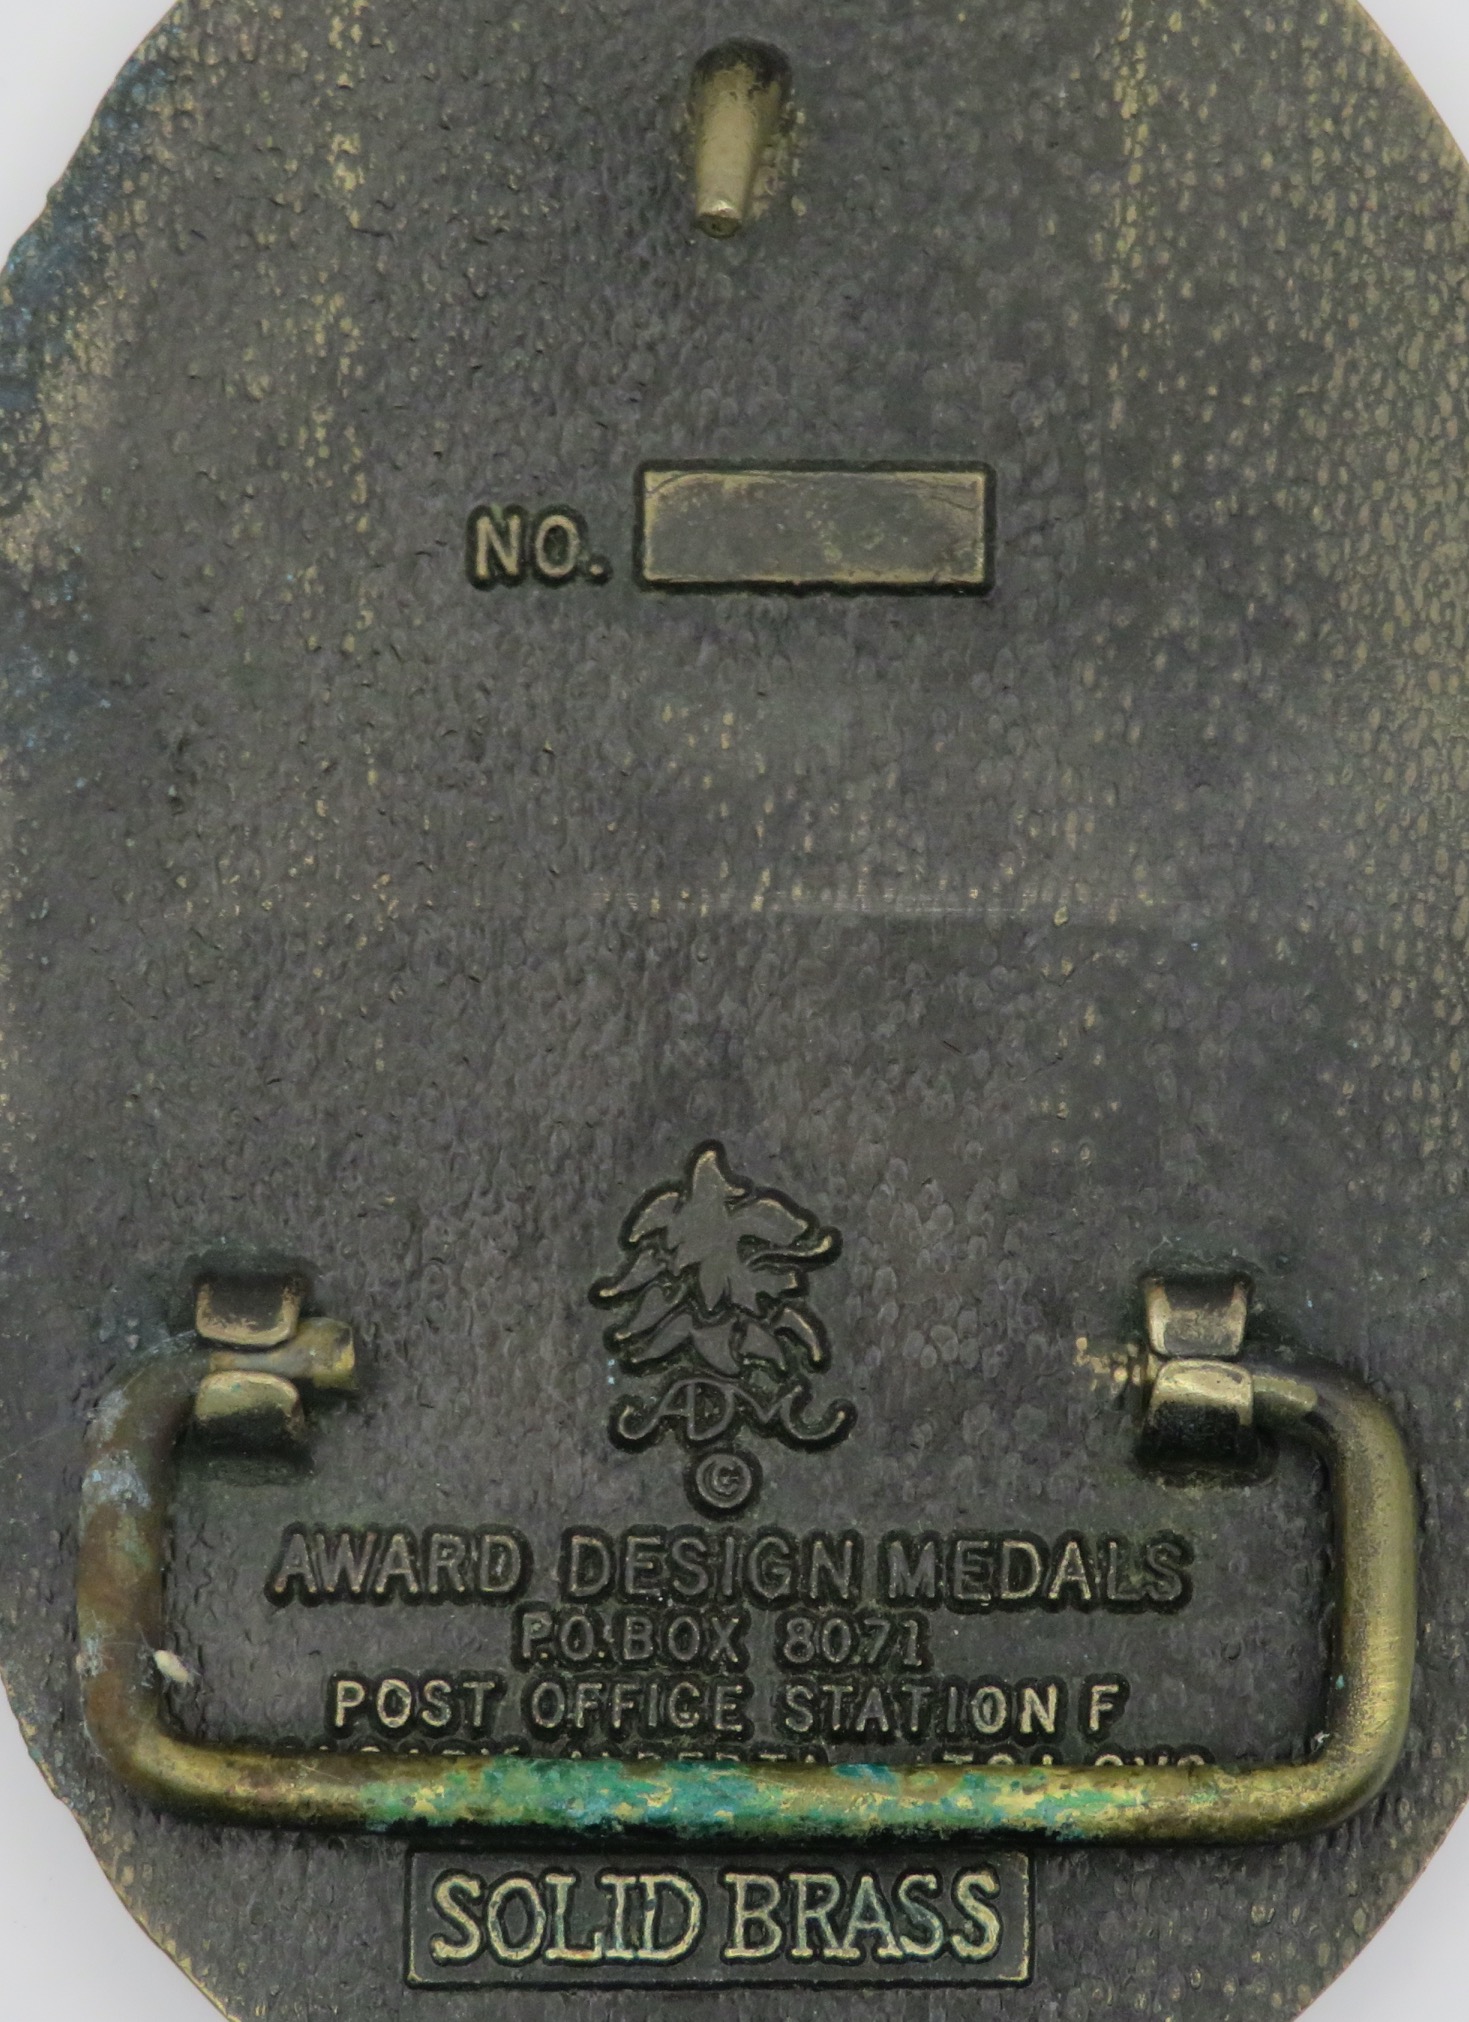 NO.
ADM
©
AWARD DESIGN MEDALS
P.O. BOX 8071
POST OFFICE STATION F
SOLID BRASS